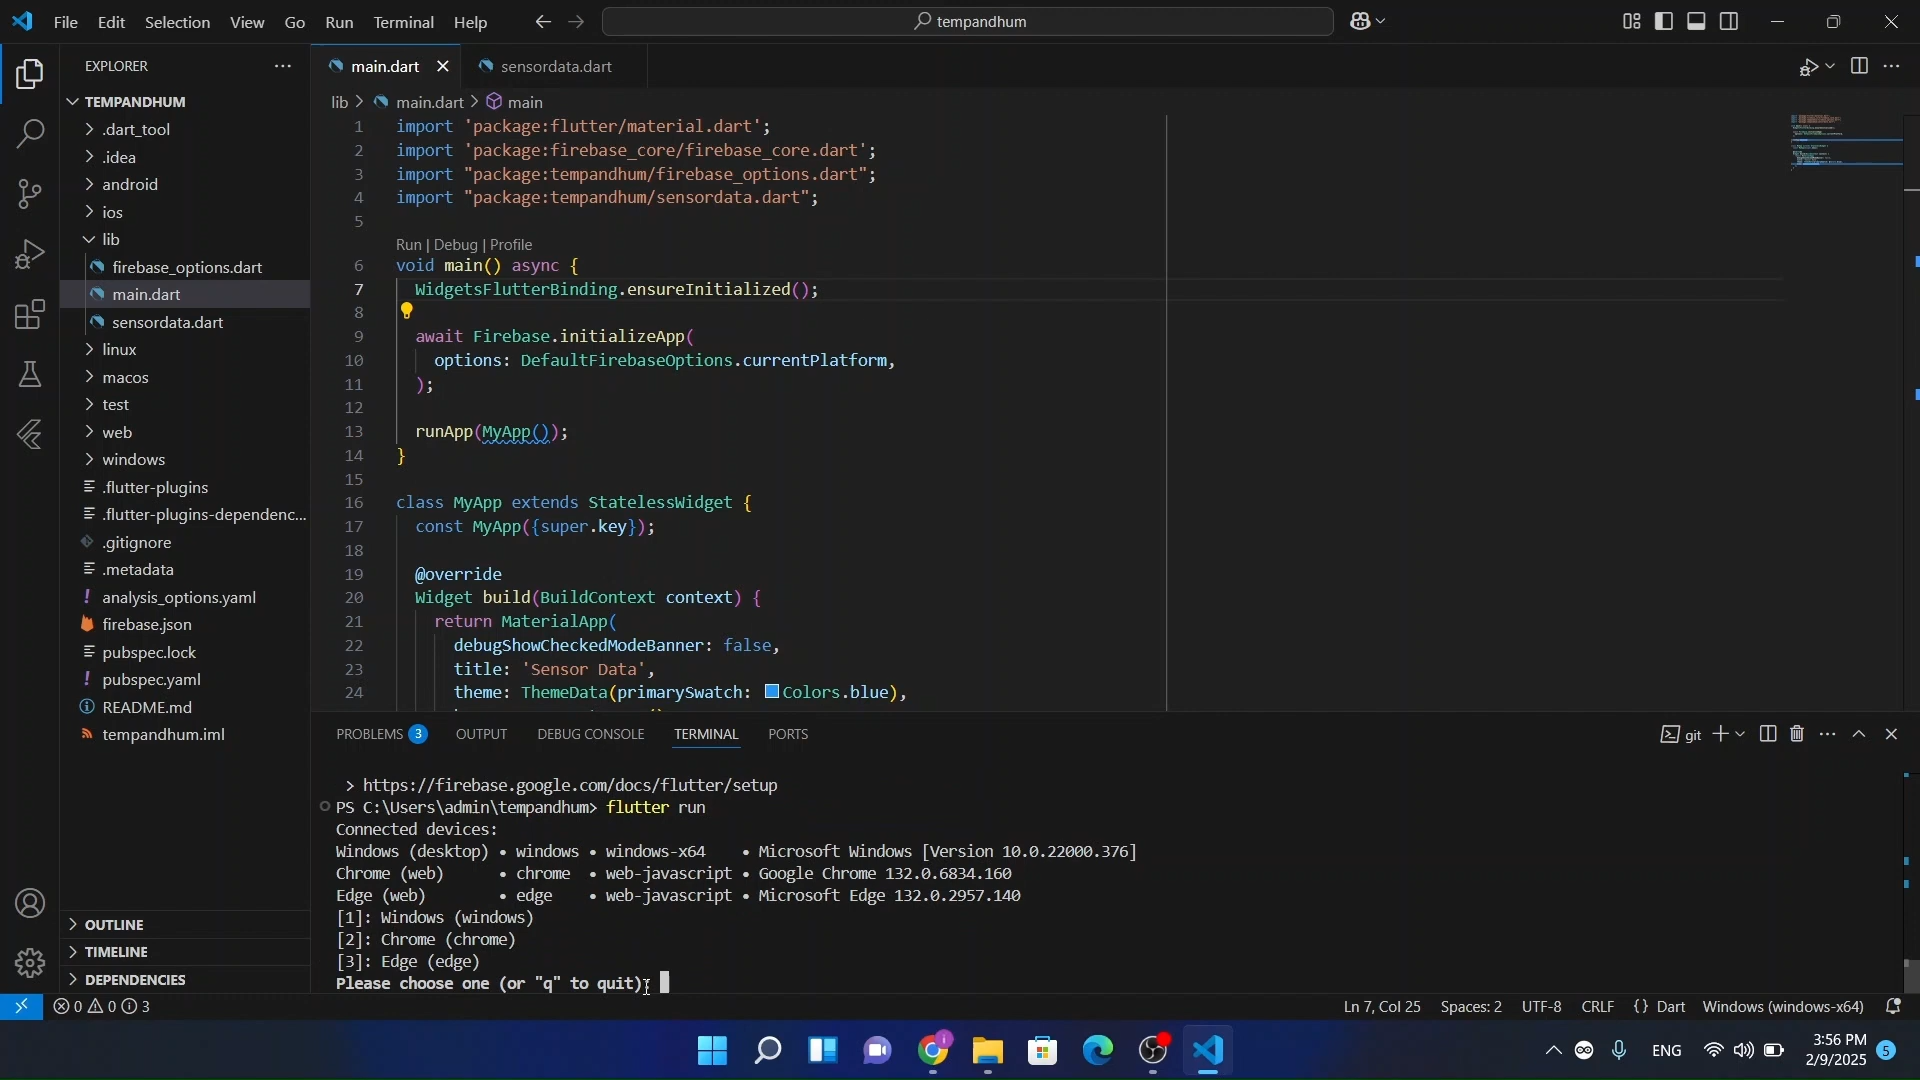 File Edit Selection View Go Run Terminal Help
tempandhum
EXPLORER
TEMPANDHUM
.dart_tool
.idea
android
ios
lib
firebase_options.dart
main.dart
sensordata.dart
linux
macos
test
web
windows
.flutter-plugins
.flutter-plugins-dependenc...
.gitignore
.metadata
analysis_options.yaml
firebase.json
pubspec.lock
pubspec.yaml
README.md
tempandhum.iml
OUTLINE
TIMELINE
DEPENDENCIES
main.dart
sensordata.dart
lib > main.dart > main
1 import 'package:flutter/material.dart';
2 import 'package:firebase_core/firebase_core.dart';
3 import "package:tempandhum/firebase_options.dart";
4 import "package:tempandhum/sensordata.dart";
5
Run | Debug | Profile
6 void main() async {
7 WidgetsFlutterBinding.ensureInitialized();
8
9 await Firebase.initializeApp(
10 options: DefaultFirebaseOptions.currentPlatform,
11 );
12
13 runApp(MyApp());
14 }
15
16 class MyApp extends StatelessWidget {
17 const MyApp({super.key});
18
19 @override
20 Widget build(BuildContext context) {
21 return MaterialApp(
22 debugShowCheckedModeBanner: false,
23 title: 'Sensor Data',
24 theme: ThemeData(primarySwatch: Colors.blue),
PROBLEMS 3 OUTPUT DEBUG CONSOLE TERMINAL PORTS
git
> https://firebase.google.com/docs/flutter/setup
PS C:\Users\admin\tempandhum> flutter run
Connected devices:
Windows (desktop) • windows • windows-x64 • Microsoft Windows [Version 10.0.22000.376]
Chrome (web) • chrome • web-javascript • Google Chrome 132.0.6834.160
Edge (web) • edge • web-javascript • Microsoft Edge 132.0.2957.140
[1]: Windows (windows)
[2]: Chrome (chrome)
[3]: Edge (edge)
Please choose one (or "q" to quit):
0 0 3
Ln 7, Col 25 Spaces: 2 UTF-8 CRLF {} Dart Windows (windows-x64)
ENG
3:56 PM
2/9/2025
5